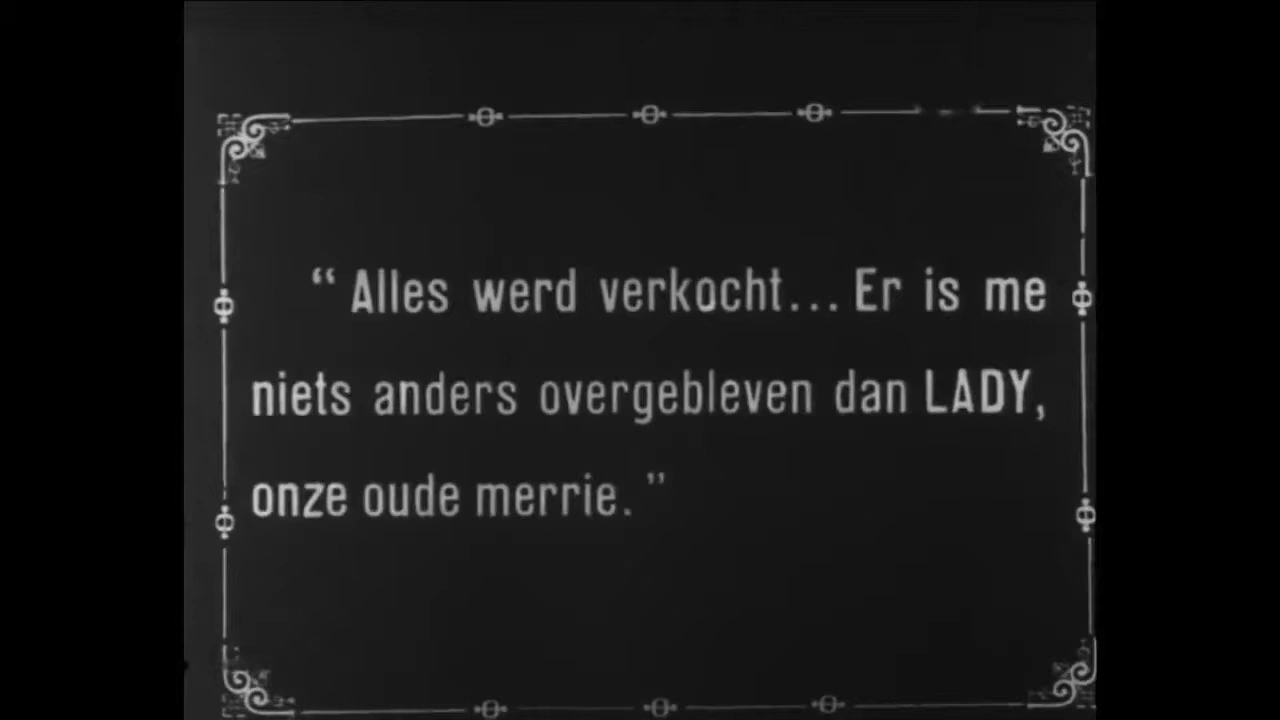 “ Alles werd verkocht... Er is me
niets anders overgebleven dan LADY,
onze oude merrie. ”